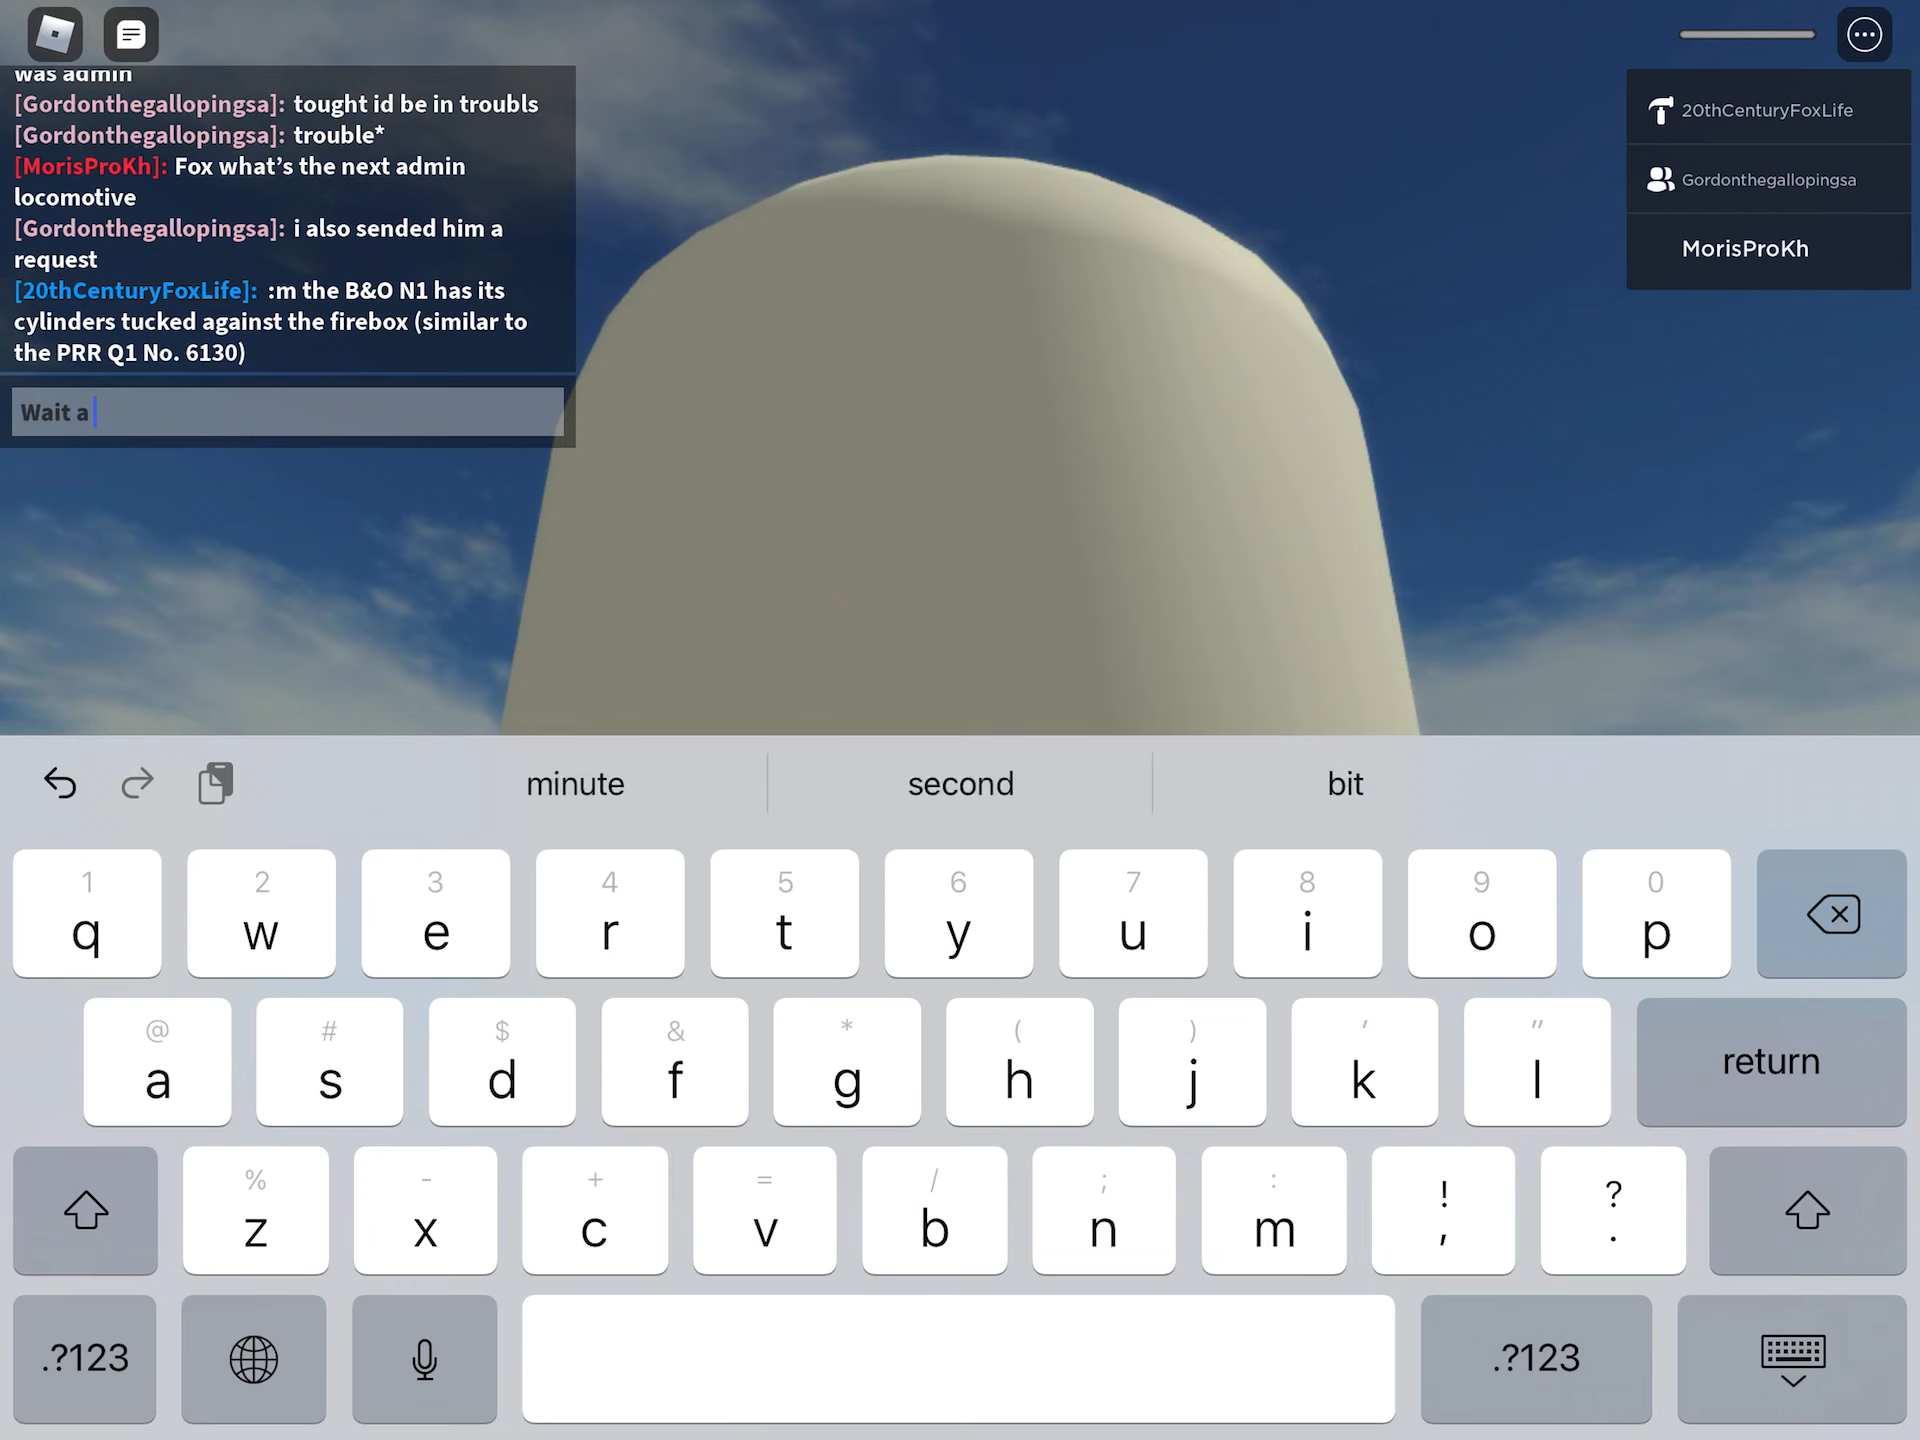 was admin
[Gordonthegallopingsa]: tought id be in troubls
[Gordonthegallopingsa]: trouble*
[MorisProKh]: Fox what’s the next admin
locomotive
[Gordonthegallopingsa]: i also sended him a
request
[20thCenturyFoxLife]: :m the B&O N1 has its
cylinders tucked against the firebox (similar to
the PRR Q1 No. 6130)
Wait a
20thCenturyFoxLife
Gordonthegallopingsa
MorisProKh
minute second bit
1 2 3 4 5 6 7 8 9 0
q w e r t y u i o p
@ # $ & * ( ) ' "
a s d f g h j k l return
% - + = / ; : ! ?
z x c v b n m , .
.?123 .?123